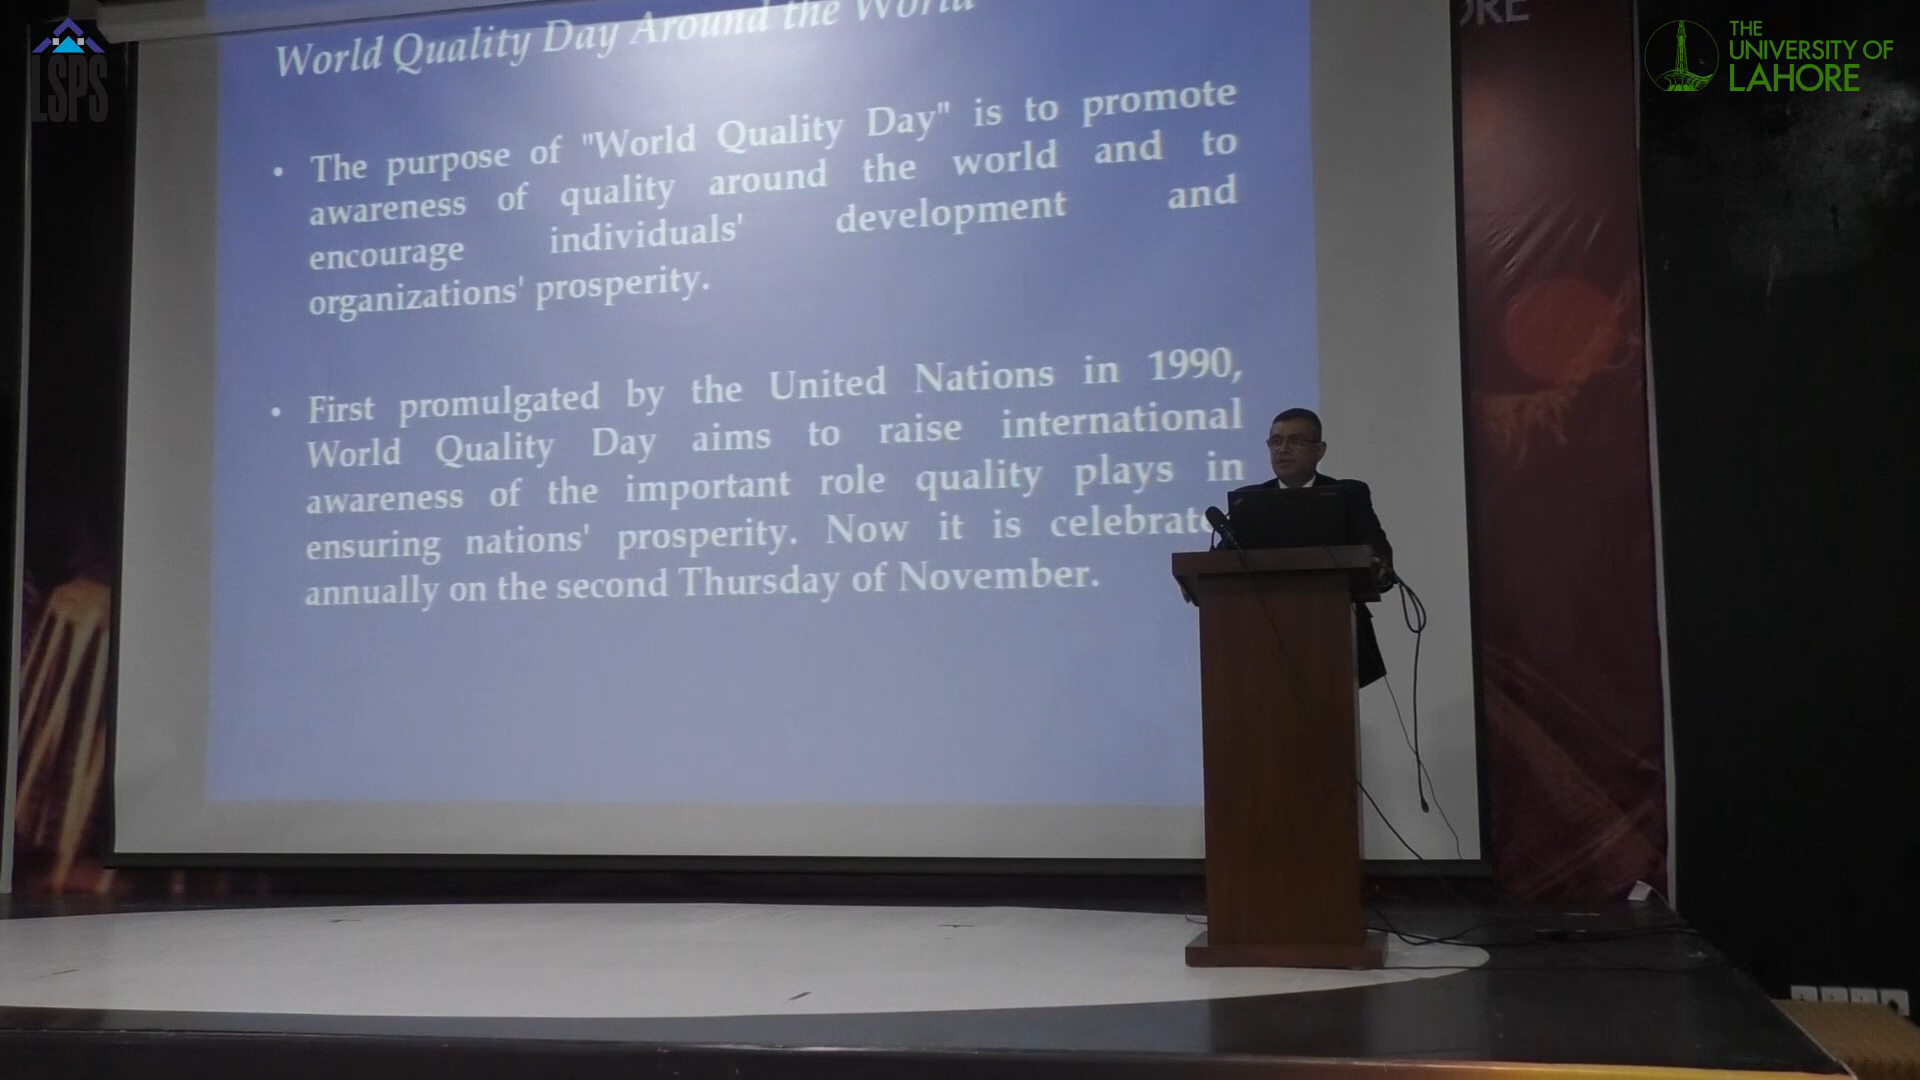 LSPS
World Quality Day Around the World
ORE
THE
UNIVERSITY OF
LAHORE
• The purpose of "World Quality Day" is to promote
awareness of quality around the world and to
encourage individuals' development and
organizations' prosperity.
• First promulgated by the United Nations in 1990,
World Quality Day aims to raise international
awareness of the important role quality plays in
ensuring nations' prosperity. Now it is celebrate
annually on the second Thursday of November.